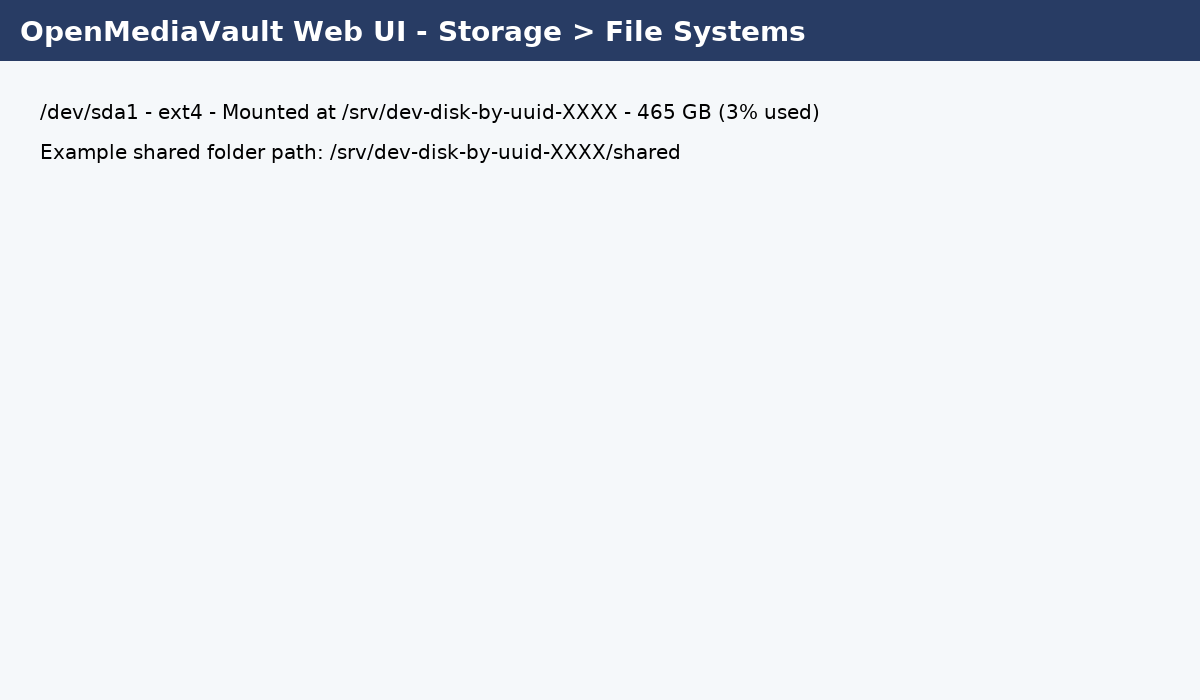 OpenMediaVault Web UI - Storage > File Systems
/dev/sda1 - ext4 - Mounted at /srv/dev-disk-by-uuid-XXXX - 465 GB (3% used)
Example shared folder path: /srv/dev-disk-by-uuid-XXXX/shared